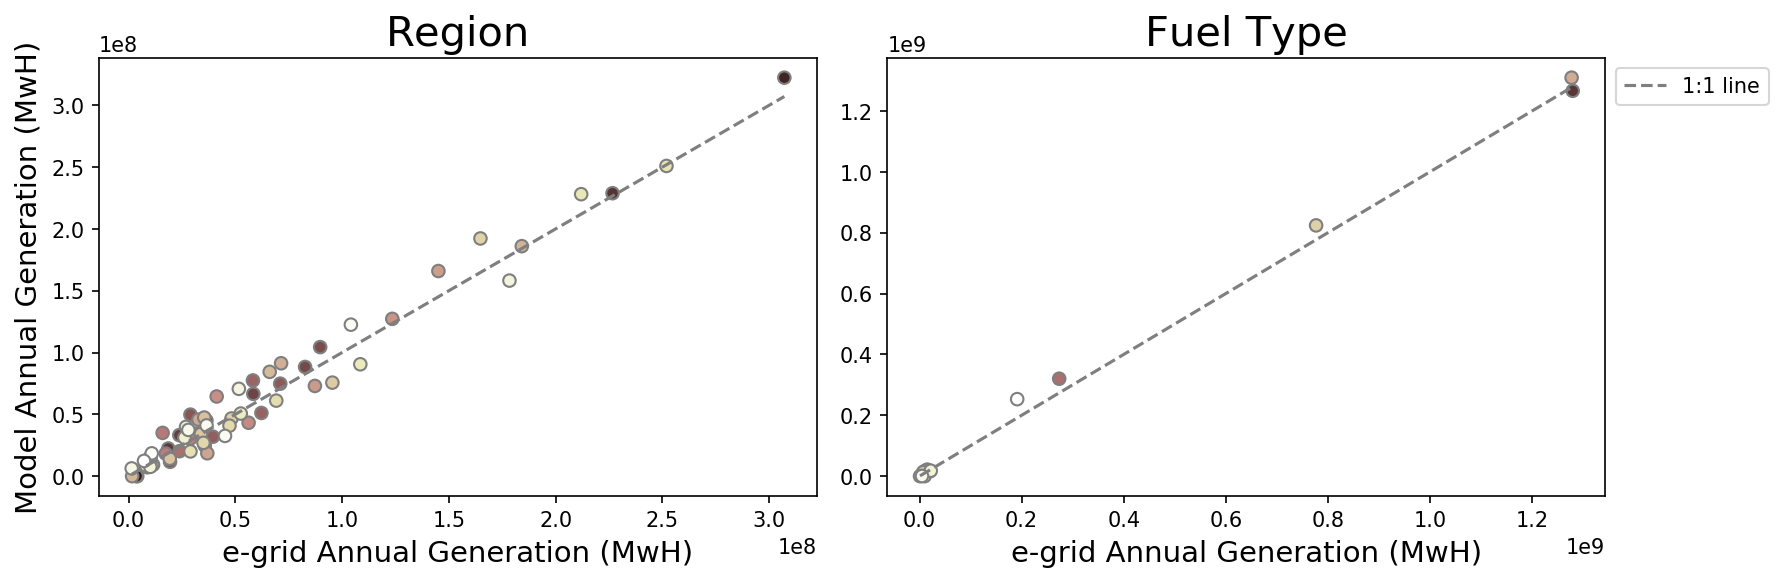 Region
1e8
Model Annual Generation (MwH)
3.0
2.5
2.0
1.5
1.0
0.5
0.0
0.0 0.5 1.0 1.5 2.0 2.5 3.0
e-grid Annual Generation (MwH)
1e8
Fuel Type
1e9
1.2
1.0
0.8
0.6
0.4
0.2
0.0
0.0 0.2 0.4 0.6 0.8 1.0 1.2
e-grid Annual Generation (MwH)
1e9
1:1 line